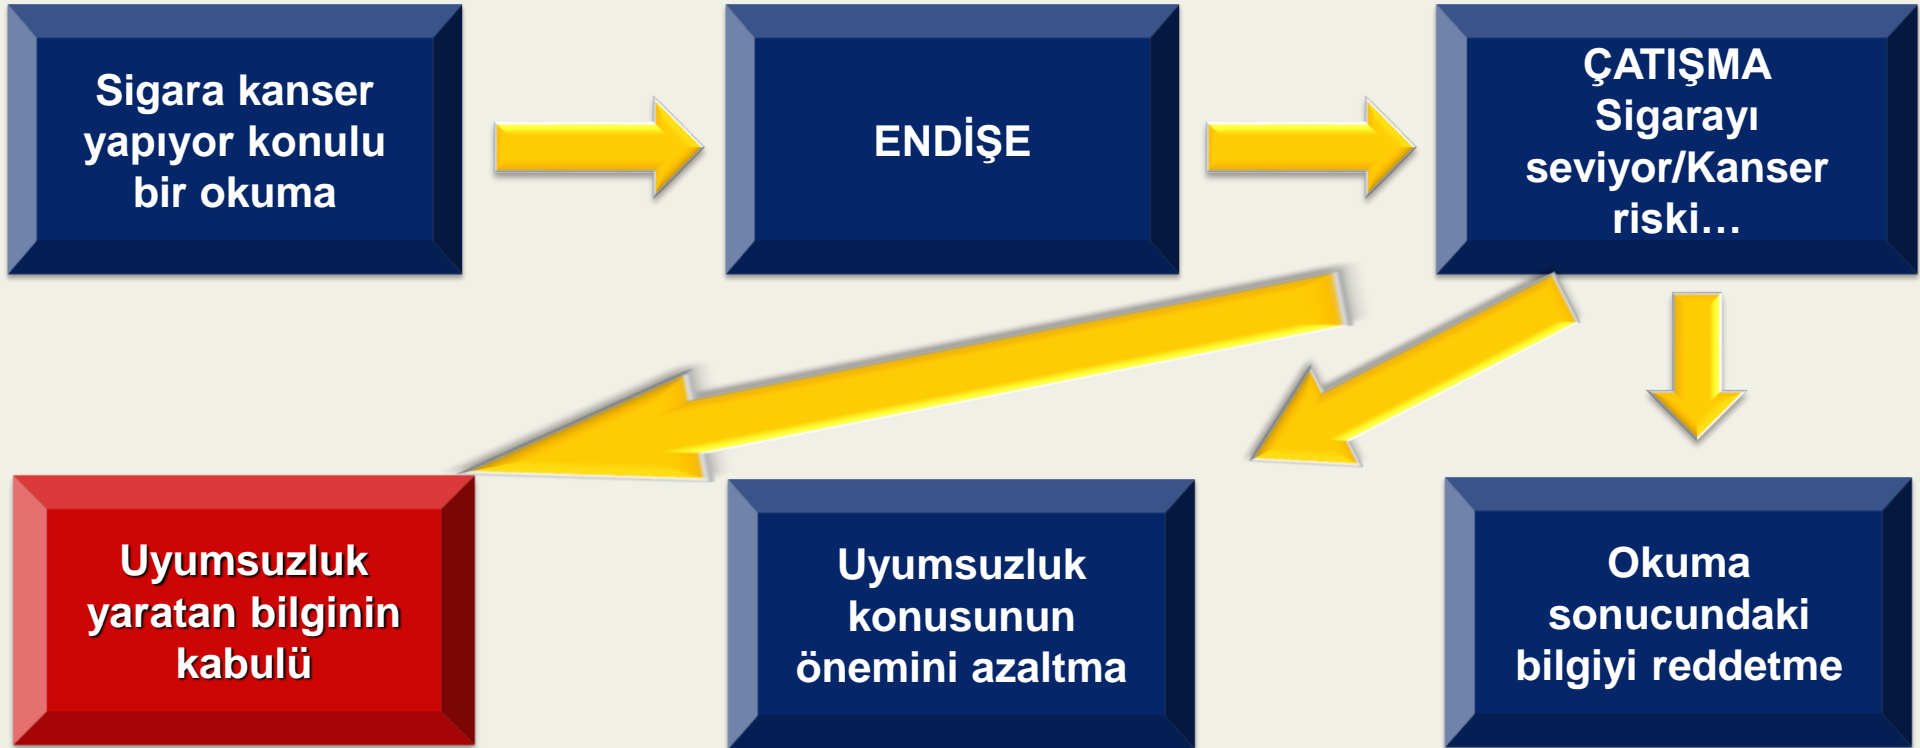 Sigara kanser
yapıyor konulu
bir okuma
ENDİŞE
ÇATIŞMA
Sigarayı
seviyor/Kanser
riski…
Uyumsuzluk
yaratan bilginin
kabulü
Uyumsuzluk
konusunun
önemini azaltma
Okuma
sonucundaki
bilgiyi reddetme